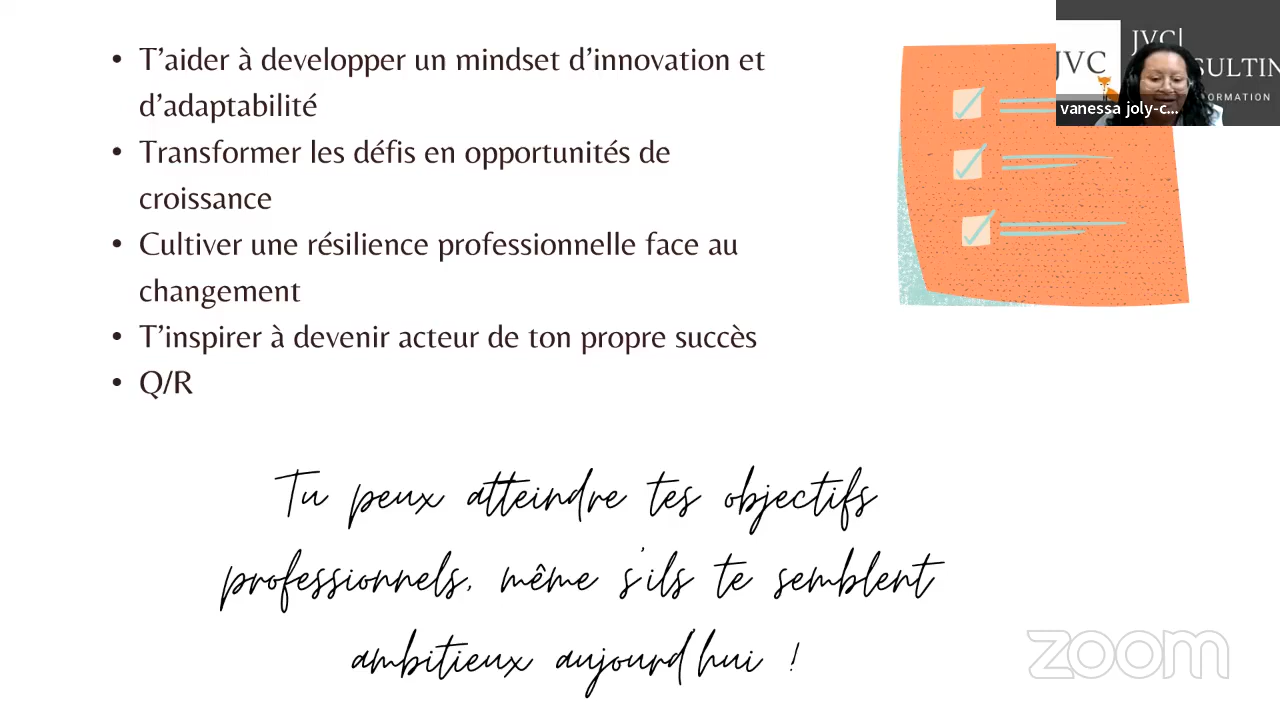 • T’aider à developper un mindset d’innovation et
d’adaptabilité
• Transformer les défis en opportunités de
croissance
• Cultiver une résilience professionnelle face au
changement
• T’inspirer à devenir acteur de ton propre succès
• Q/R
Tu peux atteindre tes objectifs
professionnels, même s'ils te semblent
ambitieux aujourd'hui !
JVC
JVC
FORMATION
vanessa joly-c...
zoom